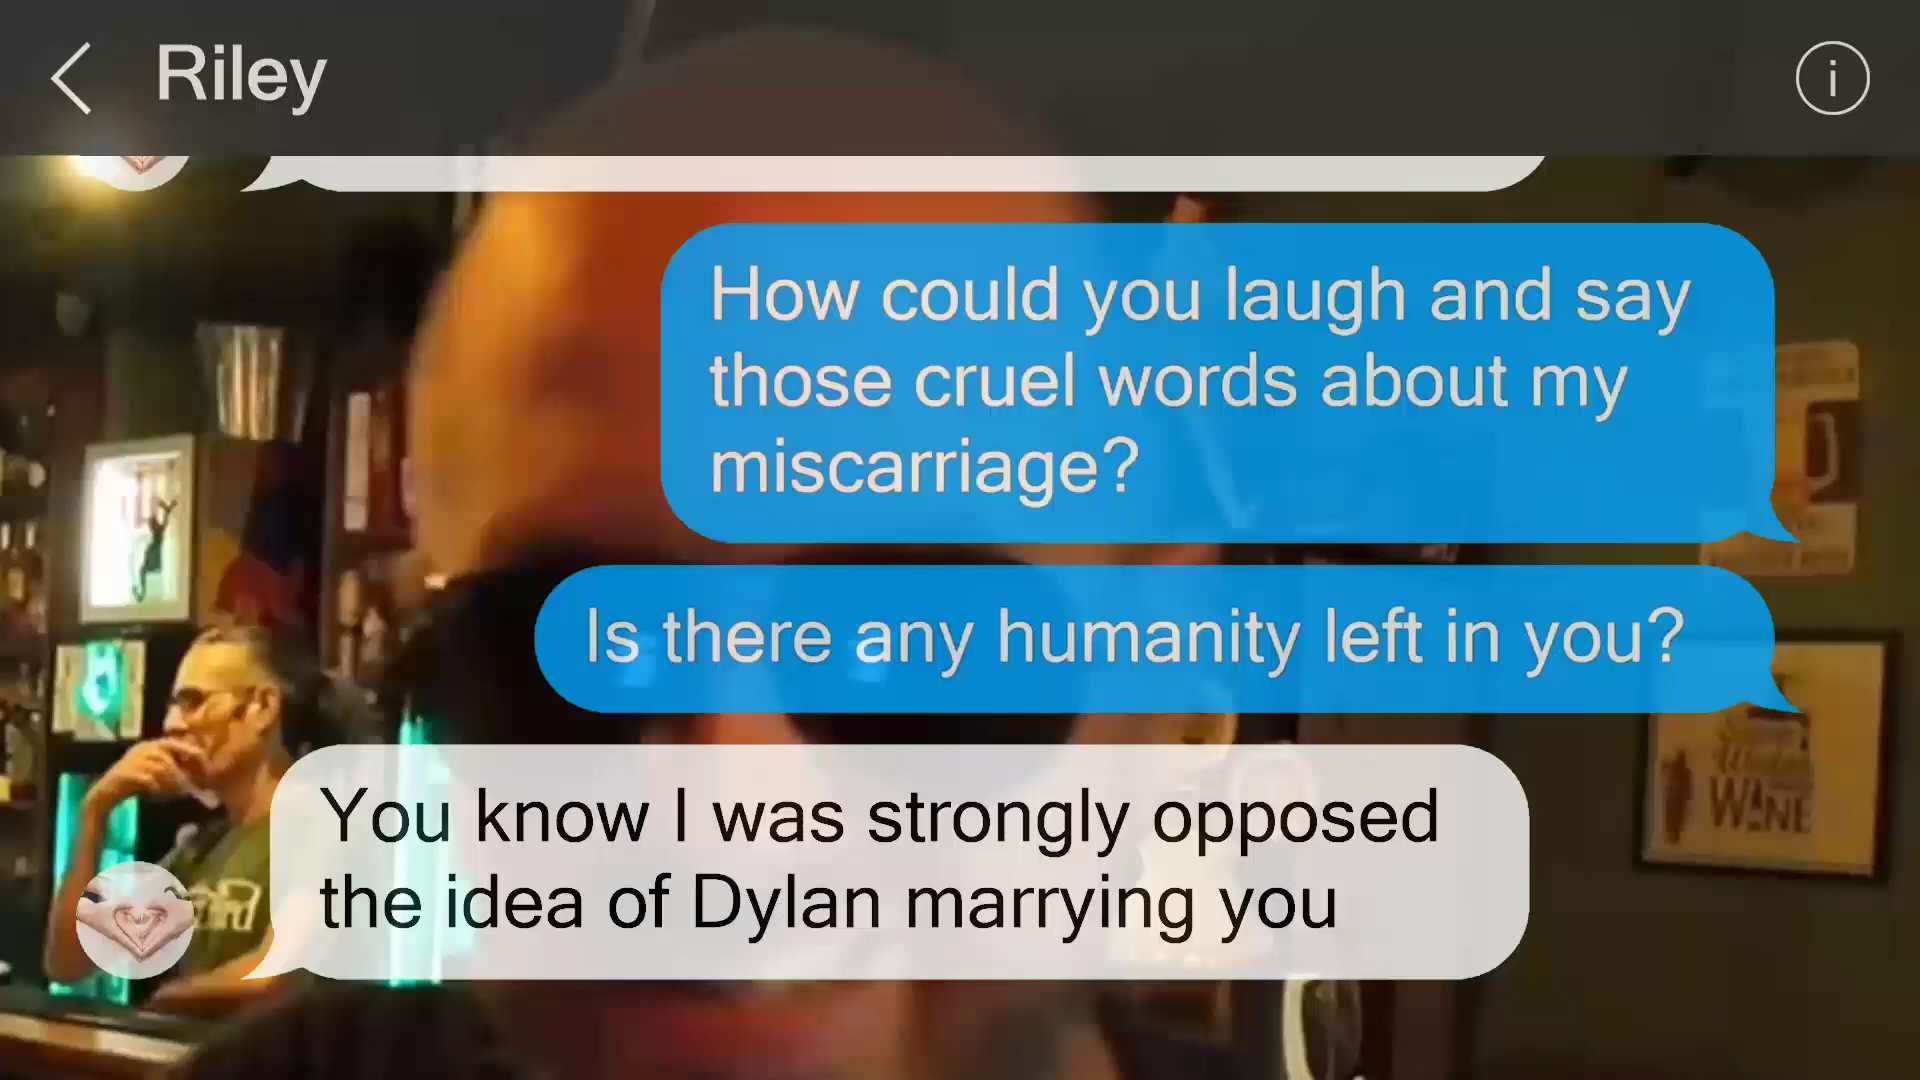 Riley
How could you laugh and say
those cruel words about my
miscarriage?
Is there any humanity left in you?
You know I was strongly opposed
the idea of Dylan marrying you
WINE